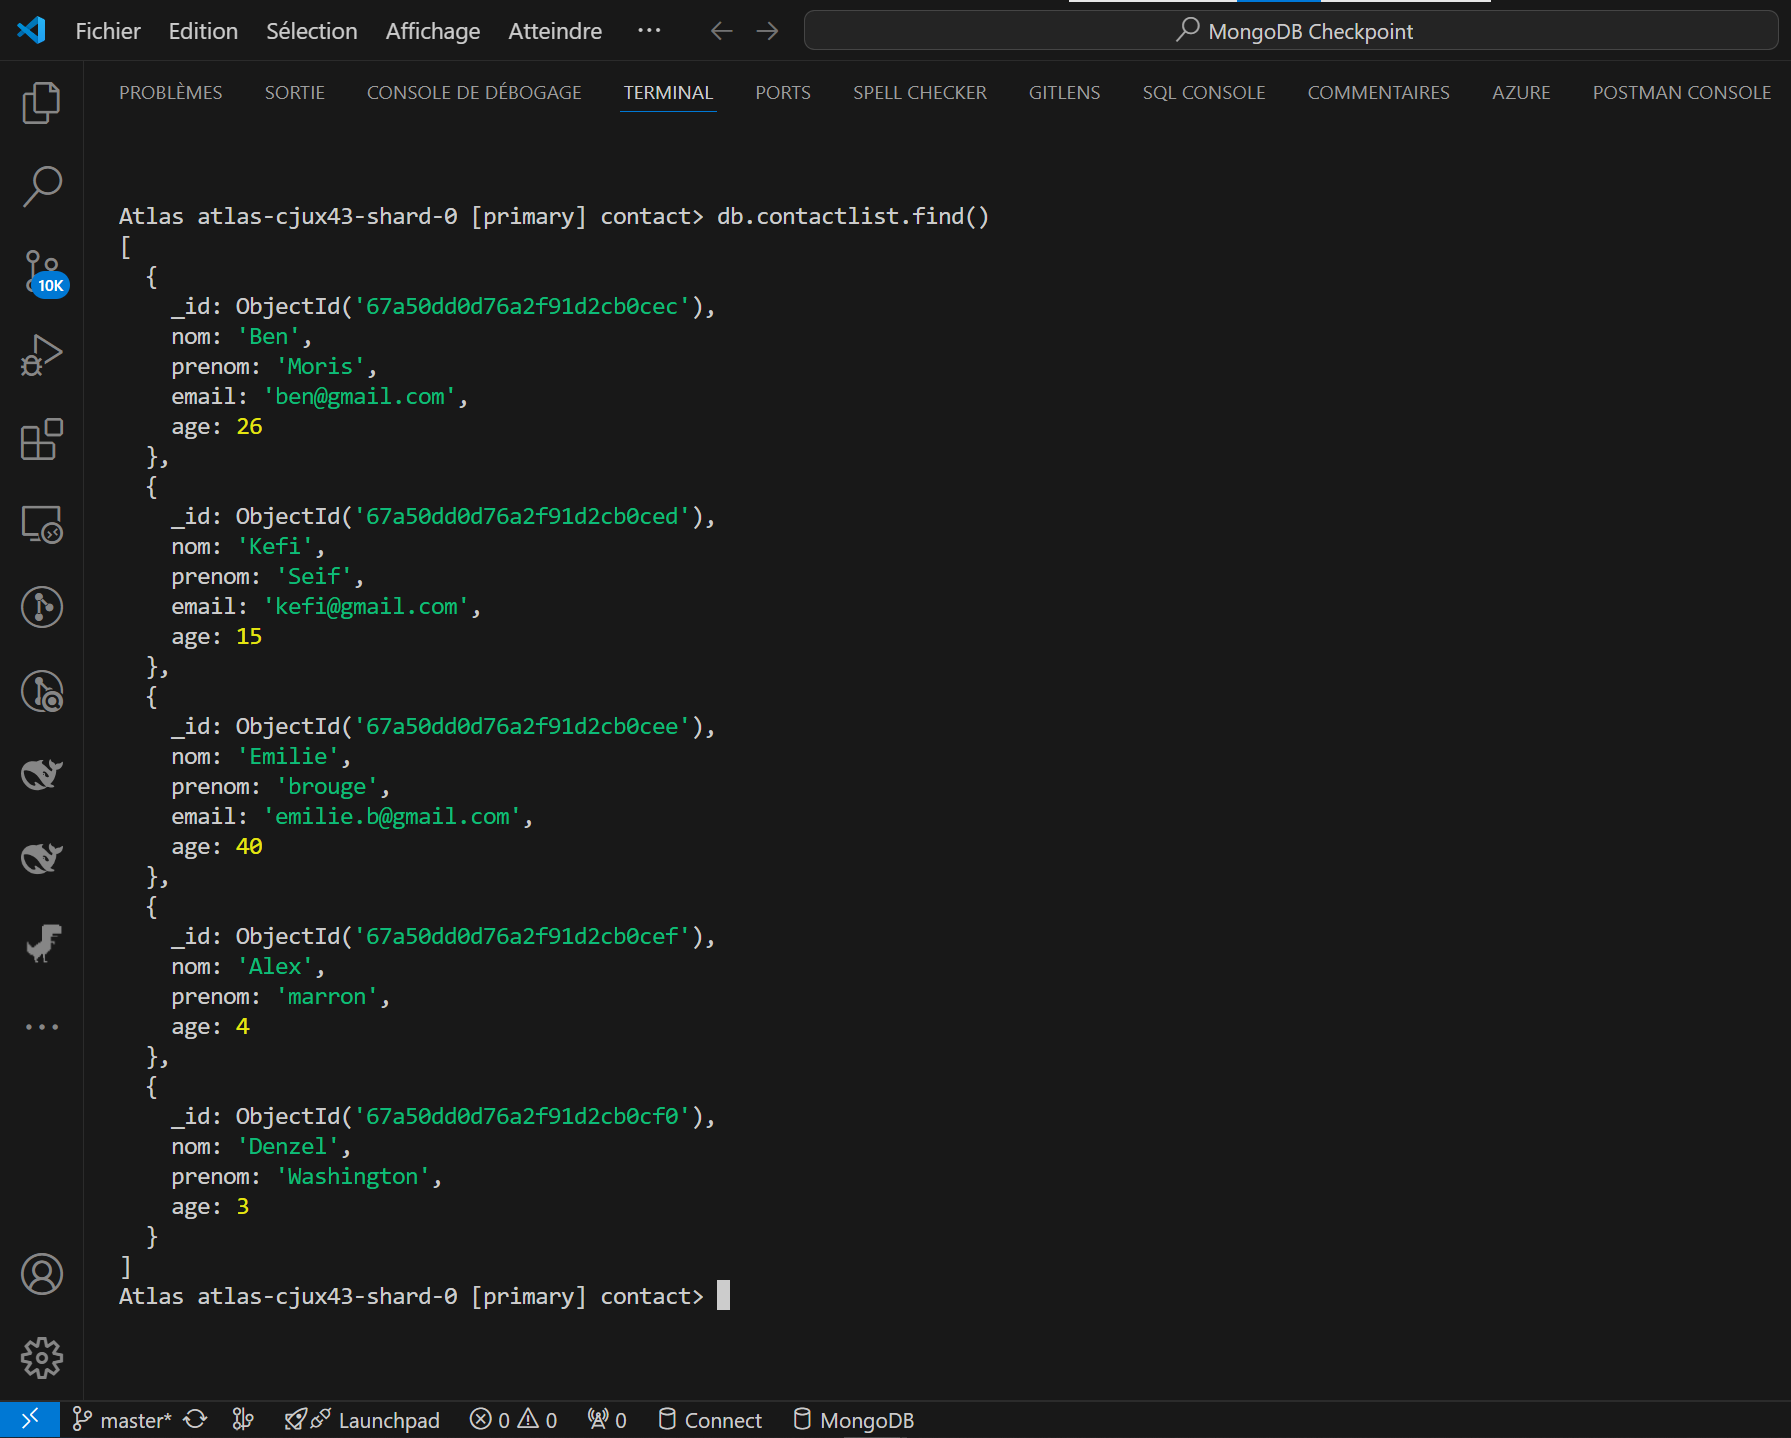 Fichier Edition Sélection Affichage Atteindre ··· MongoDB Checkpoint
PROBLÈMES SORTIE CONSOLE DE DÉBOGAGE TERMINAL PORTS SPELL CHECKER GITLENS SQL CONSOLE COMMENTAIRES AZURE POSTMAN CONSOLE
10K
Atlas atlas-cjux43-shard-0 [primary] contact> db.contactlist.find()
[
  {
    _id: ObjectId('67a50dd0d76a2f91d2cb0cec'),
    nom: 'Ben',
    prenom: 'Moris',
    email: 'ben@gmail.com',
    age: 26
  },
  {
    _id: ObjectId('67a50dd0d76a2f91d2cb0ced'),
    nom: 'Kefi',
    prenom: 'Seif',
    email: 'kefi@gmail.com',
    age: 15
  },
  {
    _id: ObjectId('67a50dd0d76a2f91d2cb0cee'),
    nom: 'Emilie',
    prenom: 'brouge',
    email: 'emilie.b@gmail.com',
    age: 40
  },
  {
    _id: ObjectId('67a50dd0d76a2f91d2cb0cef'),
    nom: 'Alex',
    prenom: 'marron',
    age: 4
  },
  {
    _id: ObjectId('67a50dd0d76a2f91d2cb0cf0'),
    nom: 'Denzel',
    prenom: 'Washington',
    age: 3
  }
]
Atlas atlas-cjux43-shard-0 [primary] contact>
master* Launchpad 0 0 0 Connect MongoDB